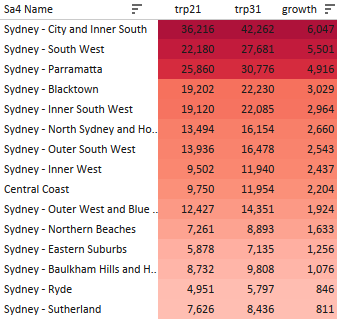 Sa4 Name trp21 trp31 growth
Sydney - City and Inner South 36,216 42,262 6,047
Sydney - South West 22,180 27,681 5,501
Sydney - Parramatta 25,860 30,776 4,916
Sydney - Blacktown 19,202 22,230 3,029
Sydney - Inner South West 19,120 22,085 2,964
Sydney - North Sydney and Ho... 13,494 16,154 2,660
Sydney - Outer South West 13,936 16,478 2,543
Sydney - Inner West 9,502 11,940 2,437
Central Coast 9,750 11,954 2,204
Sydney - Outer West and Blue ... 12,427 14,351 1,924
Sydney - Northern Beaches 7,261 8,893 1,633
Sydney - Eastern Suburbs 5,878 7,135 1,256
Sydney - Baulkham Hills and H... 8,732 9,808 1,076
Sydney - Ryde 4,951 5,797 846
Sydney - Sutherland 7,626 8,436 811